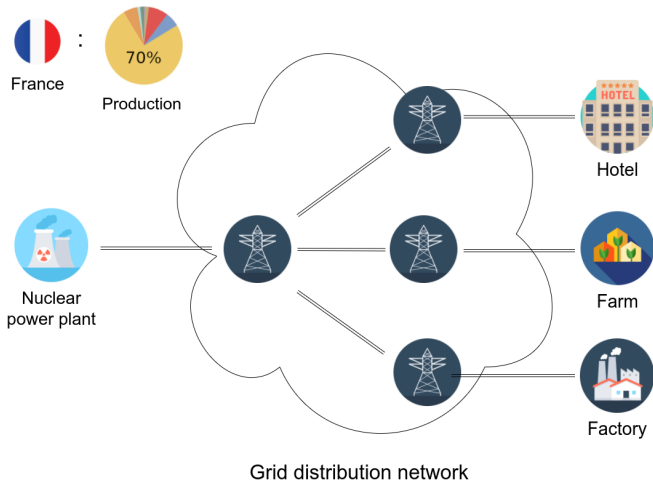 France
:
70%
Production
HOTEL
Hotel
Nuclear
power plant
Farm
Factory
Grid distribution network